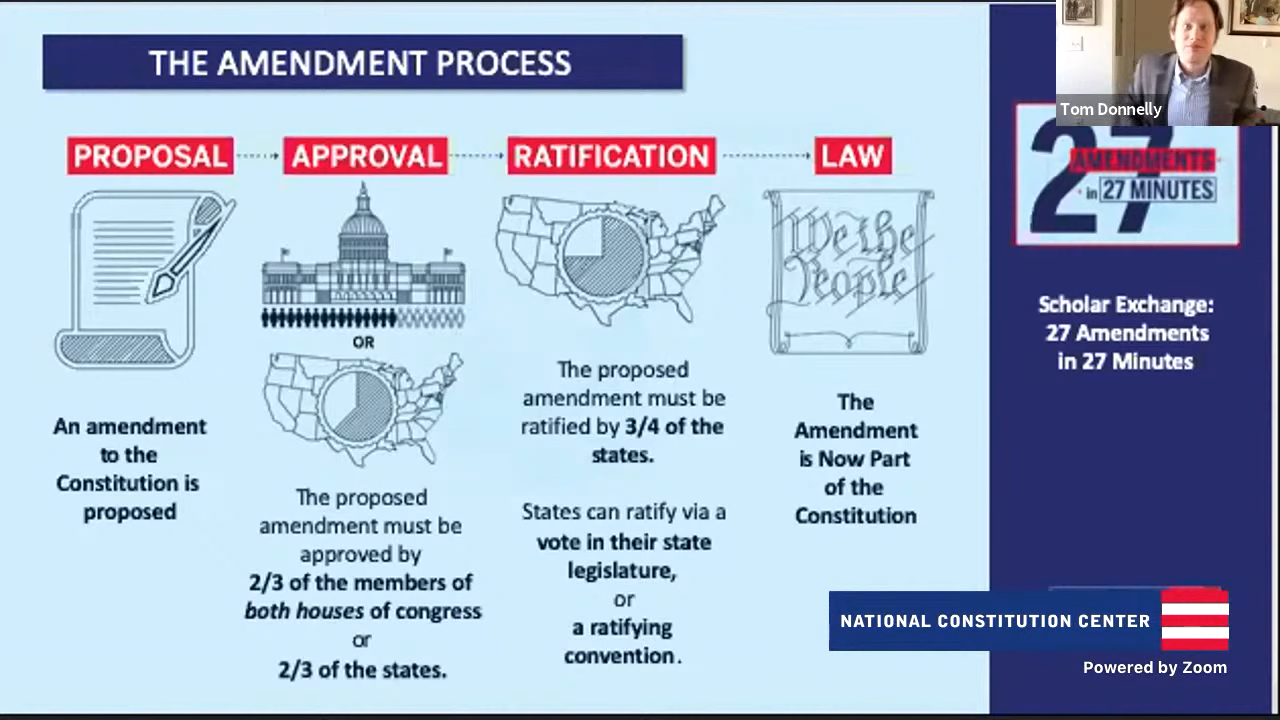 THE AMENDMENT PROCESS
PROPOSAL
APPROVAL
RATIFICATION
LAW
An amendment
to the
Constitution is
proposed
OR
The proposed
amendment must be
approved by
2/3 of the members of
both houses of congress
or
2/3 of the states.
The proposed
amendment must be
ratified by 3/4 of the
states.
States can ratify via a
vote in their state
legislature,
or
a ratifying
convention.
We the
People
The
Amendment
is Now Part
of the
Constitution
Tom Donnelly
27
AMENDMENTS
in 27 MINUTES
Scholar Exchange:
27 Amendments
in 27 Minutes
NATIONAL CONSTITUTION CENTER
Powered by Zoom